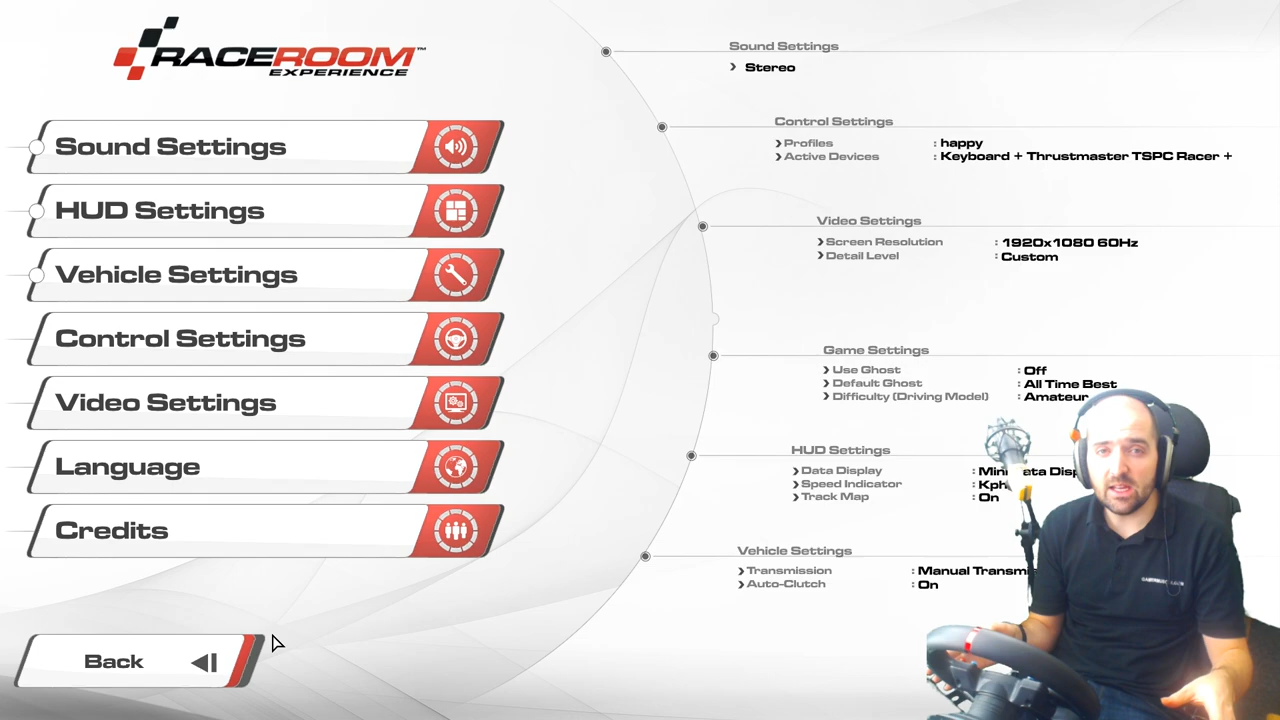 RACEROOM™
EXPERIENCE
Sound Settings
HUD Settings
Vehicle Settings
Control Settings
Video Settings
Language
Credits
Back
Sound Settings
Stereo
Control Settings
Profiles : happy
Active Devices : Keyboard + Thrustmaster TSPC Racer +
Video Settings
Screen Resolution : 1920x1080 60Hz
Detail Level : Custom
Game Settings
Use Ghost : Off
Default Ghost : All Time Best
Difficulty (Driving Model) : Amateur
HUD Settings
Data Display :
Speed Indicator : Kph
Track Map : On
Vehicle Settings
Transmission : Manual
Auto-Clutch : On